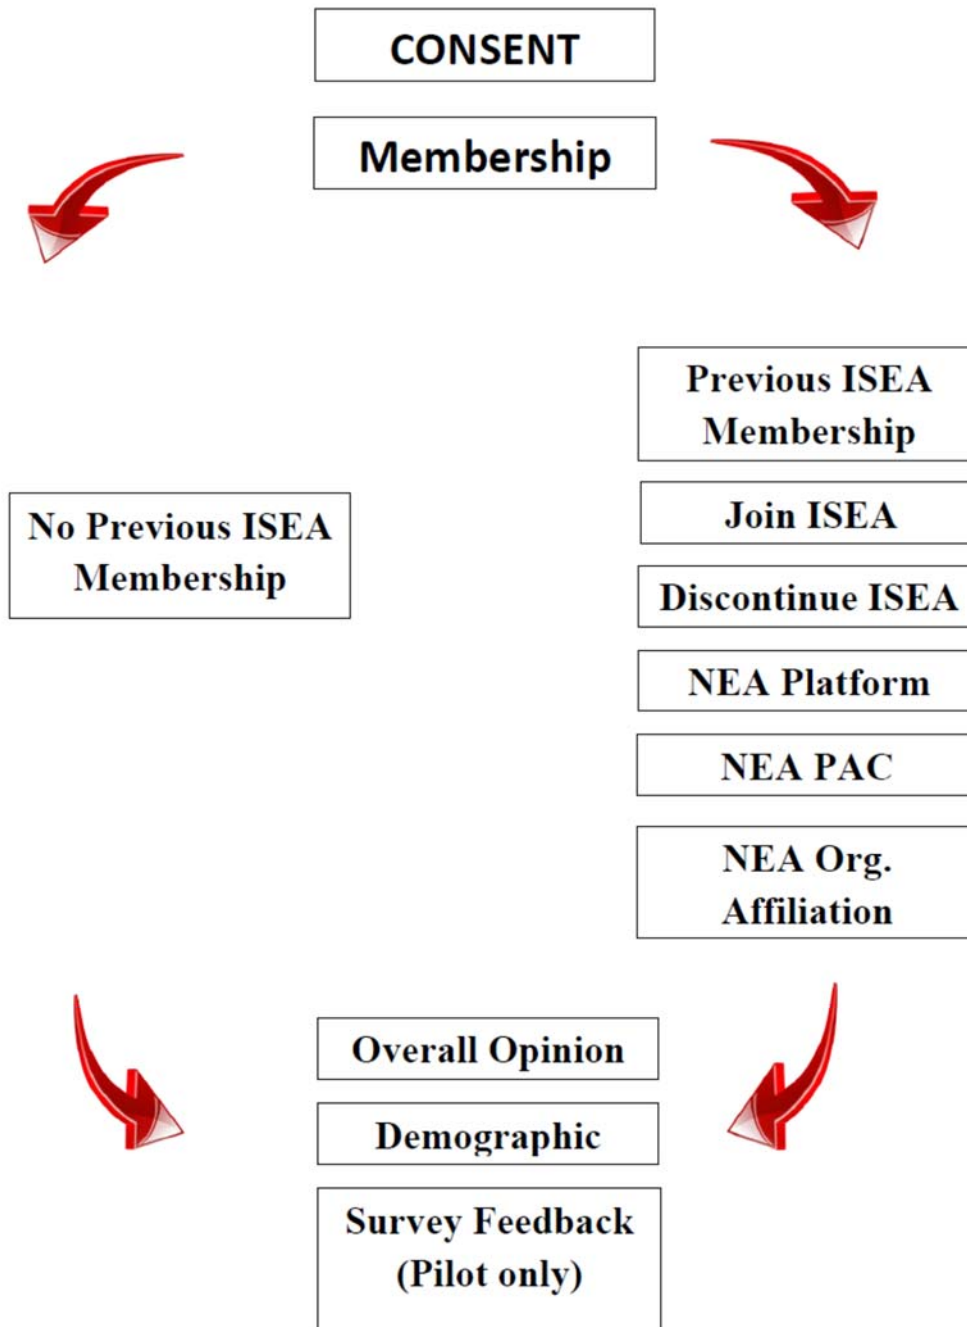 CONSENT
Membership
No Previous ISEA
Membership
Previous ISEA
Membership
Join ISEA
Discontinue ISEA
NEA Platform
NEA PAC
NEA Org.
Affiliation
Overall Opinion
Demographic
Survey Feedback
(Pilot only)